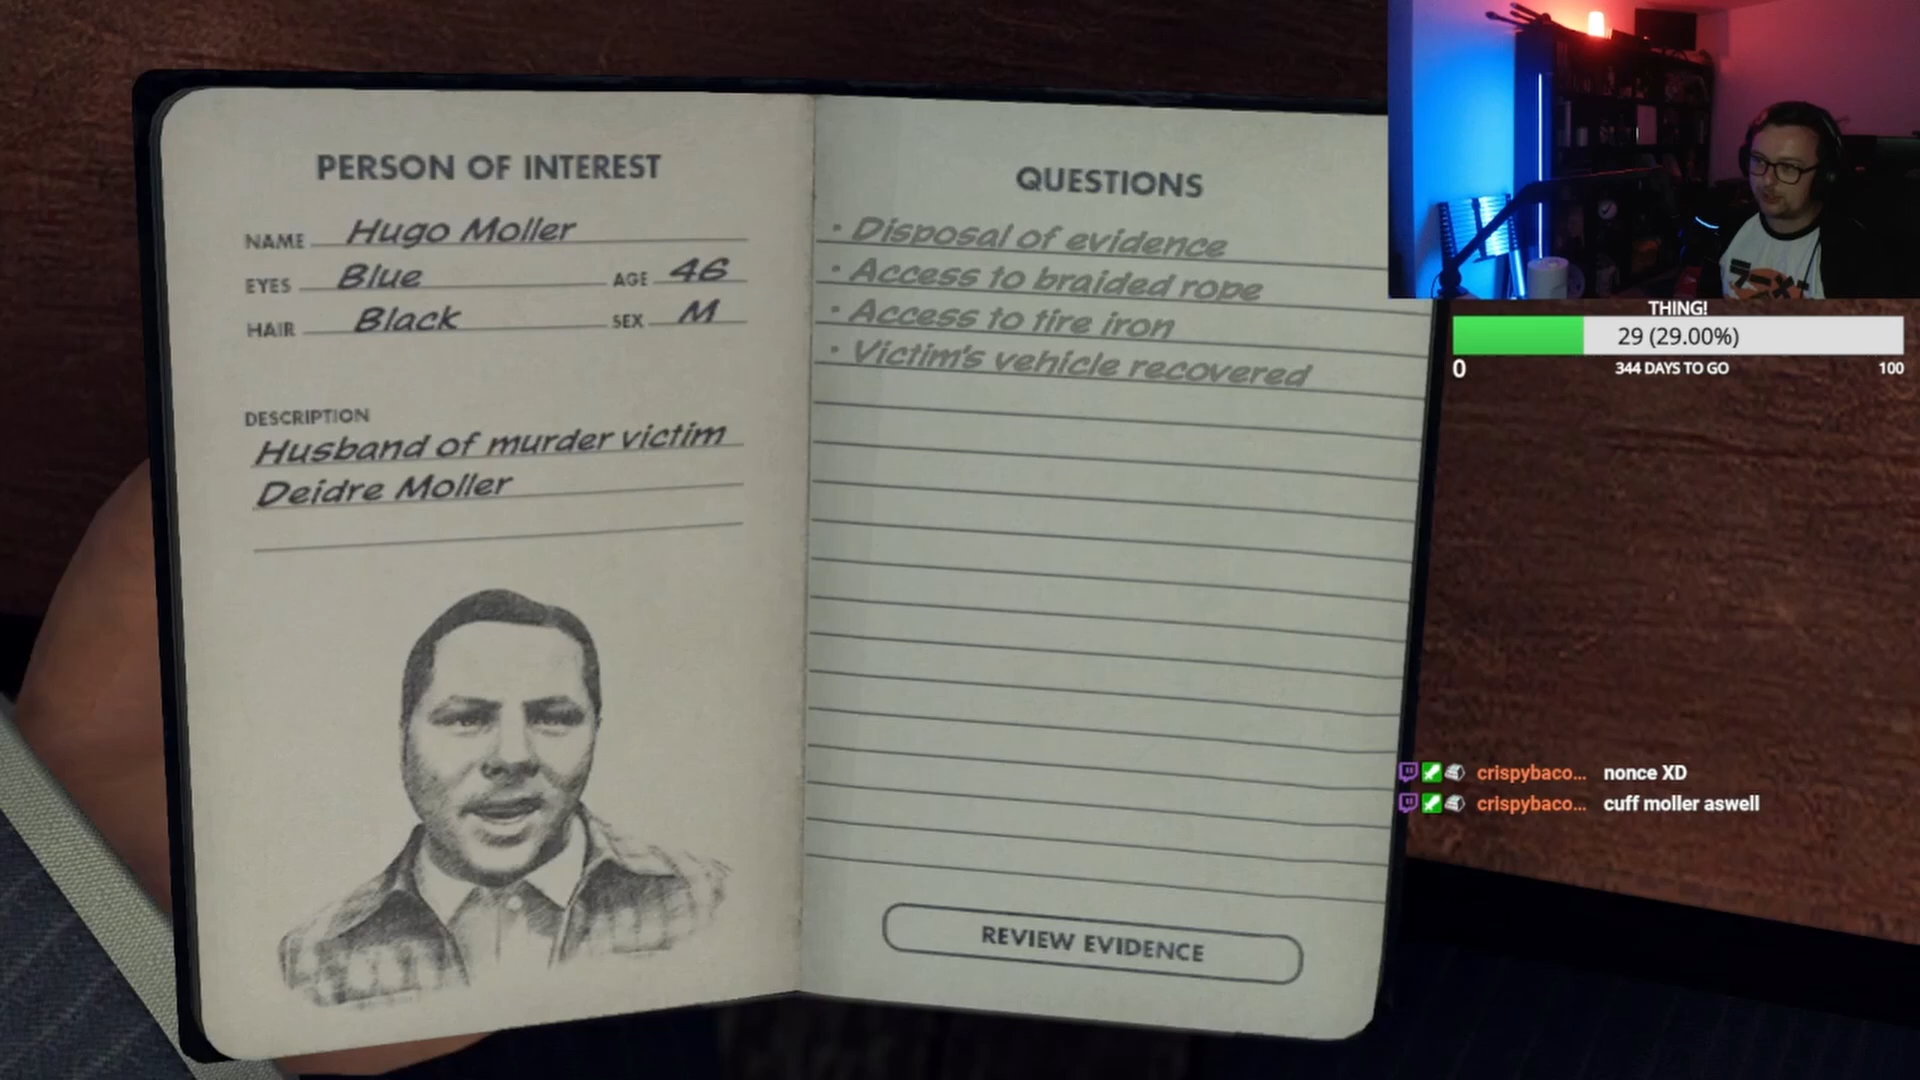 PERSON OF INTEREST
NAME Hugo Moller
EYES Blue AGE 46
HAIR Black SEX M
DESCRIPTION
Husband of murder victim
Deidre Moller
QUESTIONS
• Disposal of evidence
• Access to braided rope
• Access to tire iron
• Victim's vehicle recovered
REVIEW EVIDENCE
THING!
29 (29.00%)
0 344 DAYS TO GO 100
crispybaco... nonce XD
crispybaco... cuff moller aswell